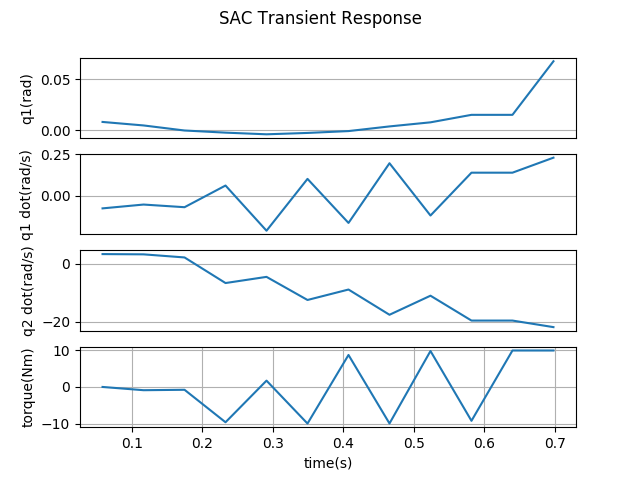 SAC Transient Response
q1(rad)
0.05
0.00
q1 dot(rad/s)
0.25
0.00
q2 dot(rad/s)
0
−20
torque(Nm)
10
0
−10
0.1 0.2 0.3 0.4 0.5 0.6 0.7
time(s)